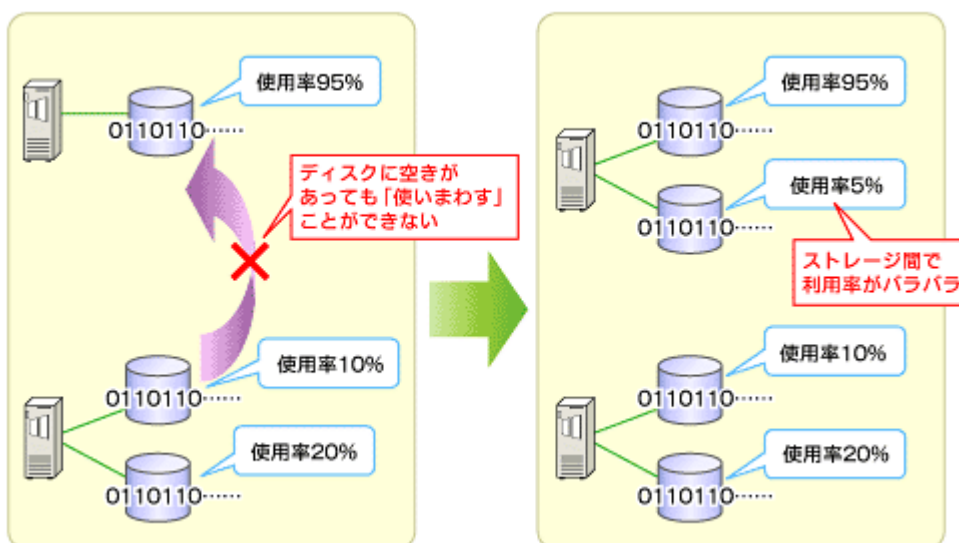 使用率95%
0110110……
ディスクに空きが
あっても「使いまわす」
ことができない
使用率10%
0110110……
使用率20%
0110110……
使用率95%
0110110……
使用率5%
0110110……
ストレージ間で
利用率がバラバラ
使用率10%
0110110……
使用率20%
0110110……